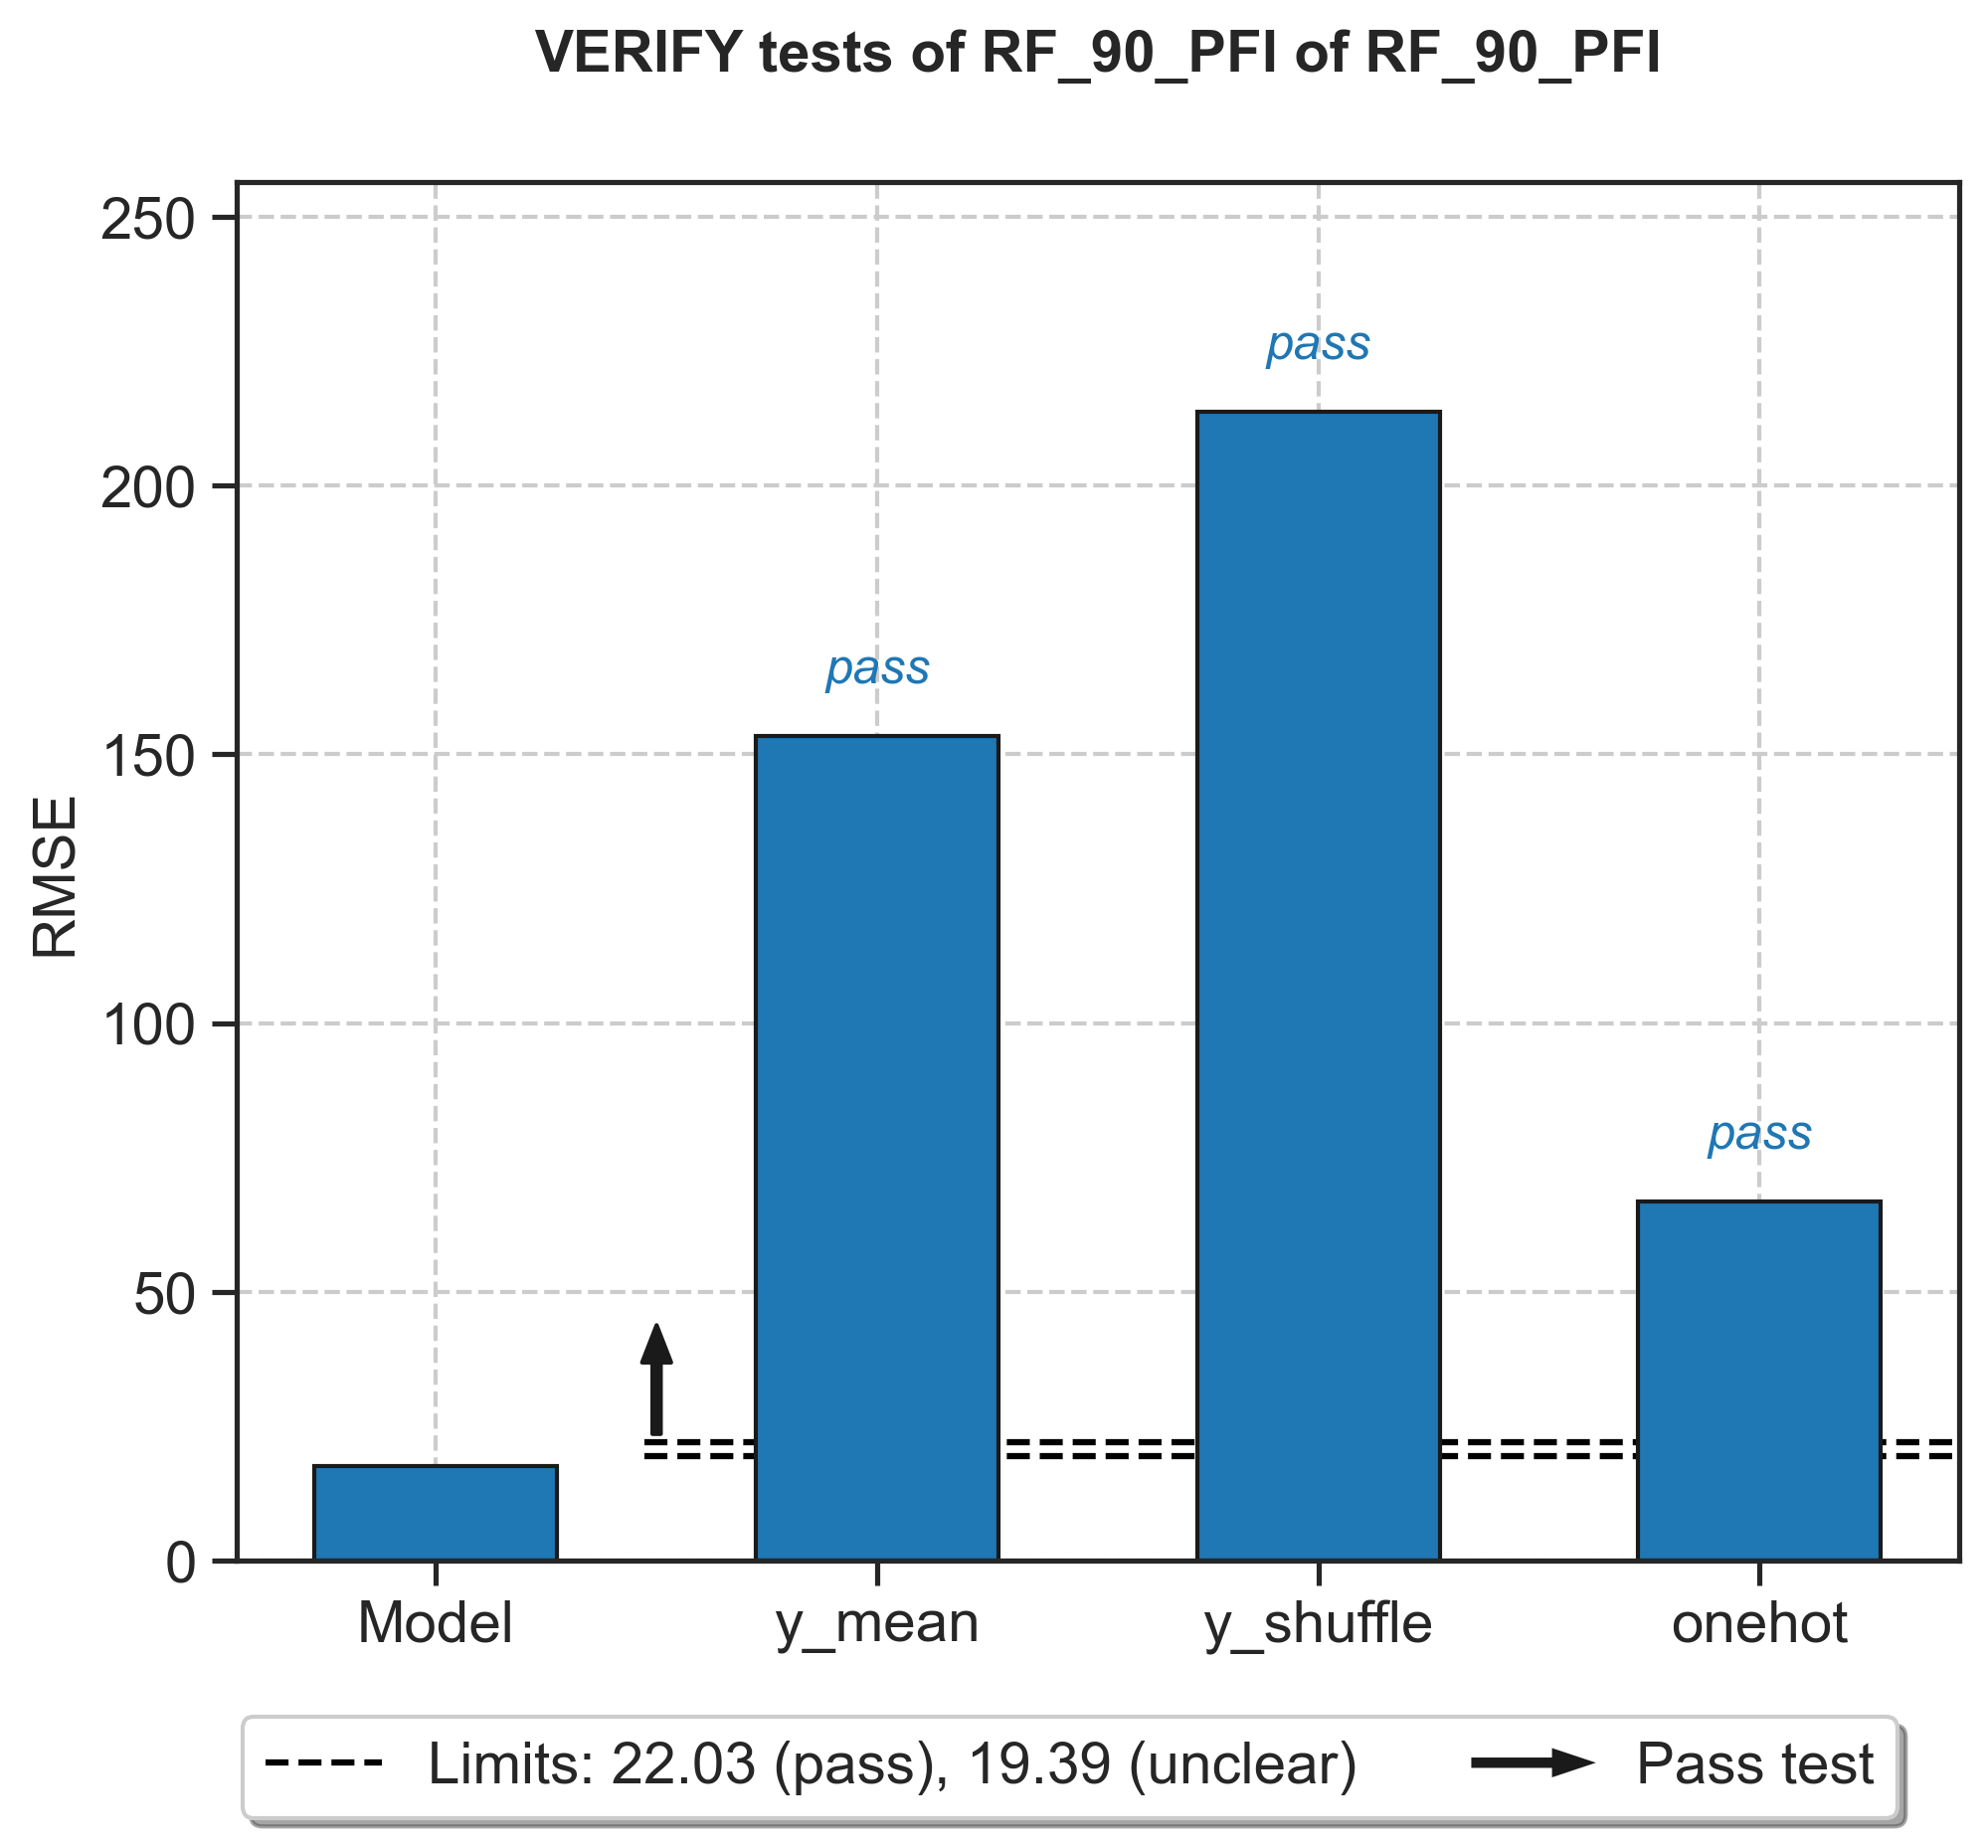 VERIFY tests of RF_90_PFI of RF_90_PFI
250
200
150
100
50
0
RMSE
pass
pass
pass
Model
y_mean
y_shuffle
onehot
Limits: 22.03 (pass), 19.39 (unclear)
Pass test